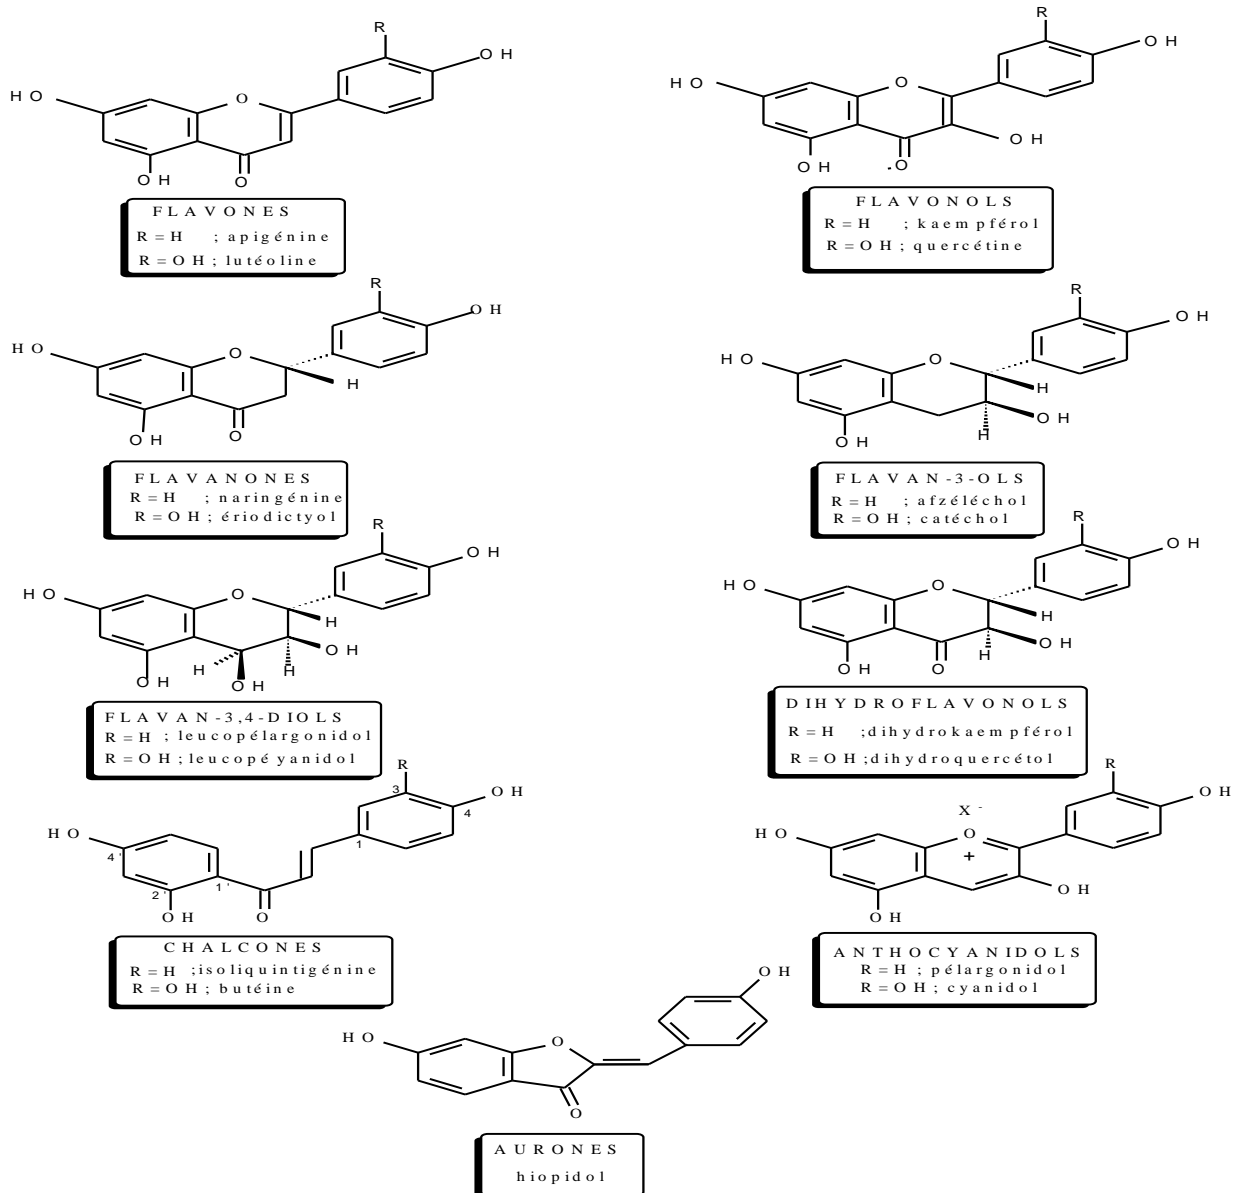 R
OH
HO
O
OH
O
FLAVONES
R=H ; apigénine
R=OH; lutéoline
R
OH
HO
O
OH
OH
.O
FLAVONOLS
R=H ; kaempférol
R=OH; quercétine
R
OH
HO
O
H
OH
O
FLAVANONES
R=H ; naringénine
R=OH; ériodictyol
R
OH
HO
O
H
OH
H
OH
FLAVAN-3-OLS
R=H ; afzéléchol
R=OH; catéchol
R
OH
HO
O
H
OH
H
H
OH
OH
FLAVAN-3,4-DIOLS
R=H ; leucopélargonidol
R=OH; leucopé yanidol
R
OH
HO
O
H
OH
H
OH
O
DIHYDROFLAVONOLS
R=H ;dihydrokaempférol
R=OH;dihydroquercétol
R
OH
3
4
HO
1
4'
2'
1'
OH
O
CHALCONES
R=H ;isoliquintigénine
R=OH; butéine
R
OH
X -
HO
O
+
OH
OH
ANTHOCYANIDOLS
R=H ; pélargonidol
R=OH; cyanidol
OH
HO
O
O
AURONES
hiopidol